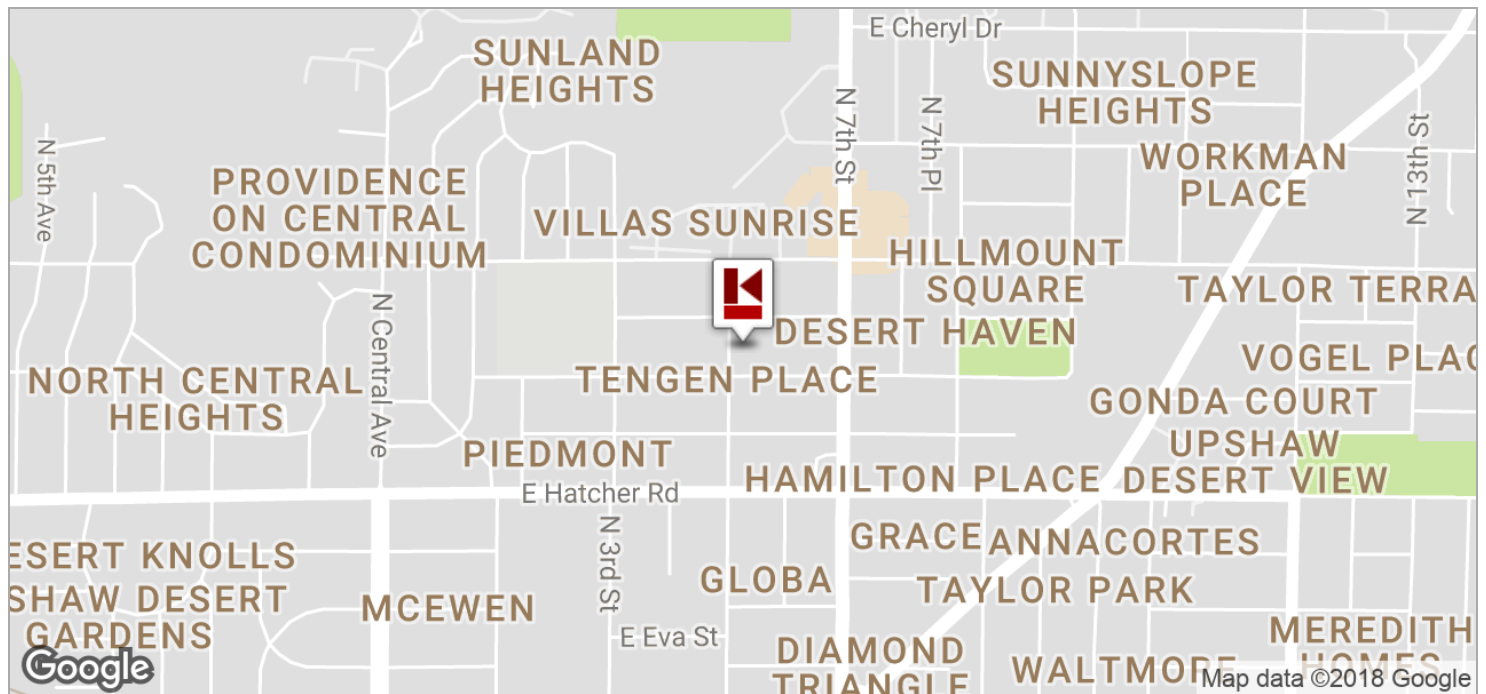 E Cheryl Dr
SUNLAND
HEIGHTS
SUNNYSLOPE
HEIGHTS
N 7th St
N 7th Pl
N 13th St
N 5th Ave
WORKMAN
PLACE
PROVIDENCE
ON CENTRAL
CONDOMINIUM
VILLAS SUNRISE
HILLMOUNT
SQUARE
TAYLOR TERRA
N Central Ave
DESERT HAVEN
VOGEL PLAC
NORTH CENTRAL
HEIGHTS
TENGEN PLACE
GONDA COURT
UPSHAW
DESERT VIEW
PIEDMONT
HAMILTON PLACE
E Hatcher Rd
N 3rd St
GRACE
ANNACORTES
ESERT KNOLLS
SHAW DESERT
GARDENS
MCEWEN
GLOBA
TAYLOR PARK
E Eva St
DIAMOND
TRIANGLE
WALTMORE
MEREDITH
HOMES
Google
Map data ©2018 Google